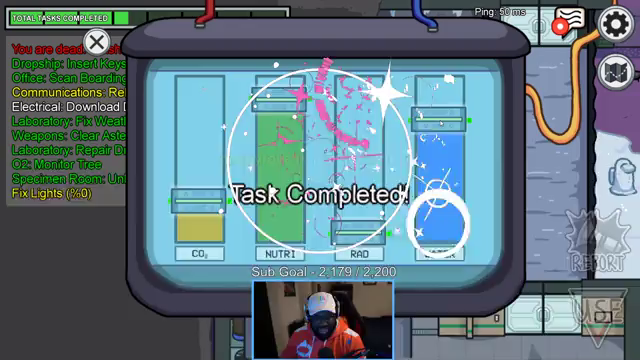 TOTAL TASKS COMPLETED
Ping: 50 ms
You are dead.
Dropship: Insert Keys
Office: Scan Boarding
Communications: Re
Electrical: Download D
Laboratory: Fix Weat
Weapons: Clear Aste
Laboratory: Repair Dr
O2: Monitor Tree
Specimen Room: Unl
Fix Lights (%0)
Task Completed!
CO₂
NUTRI
RAD
Sub Goal - 2,179 / 2,200
REPORT
USE